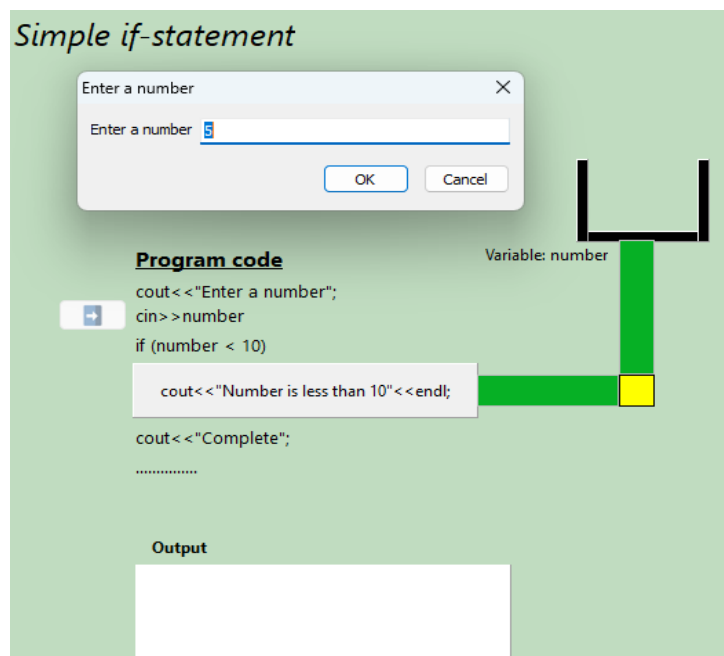 Simple if-statement
Enter a number
Enter a number 5
OK Cancel
Variable: number
Program code
cout<<"Enter a number";
cin>>number
if (number < 10)
cout<<"Number is less than 10"<<endl;
cout<<"Complete";
...............
Output